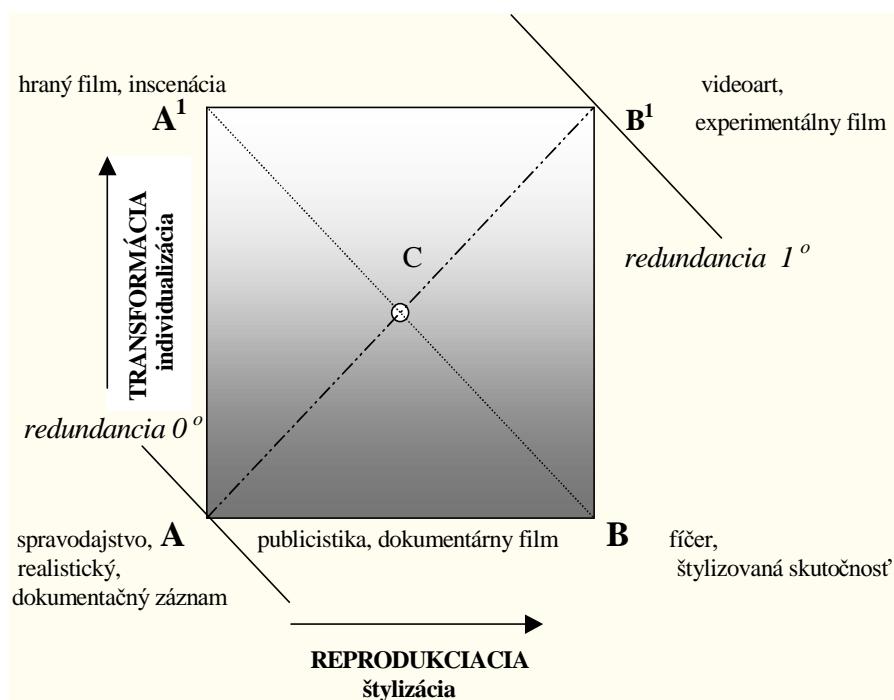 hraný film, inscenácia
videoart,
A¹
B¹
experimentálny film
TRANSFORMÁCIA
individualizácia
C
redundancia 1º
redundancia 0º
spravodajstvo,
A
publicistika, dokumentárny film
B
fíčer,
realistický,
štylizovaná skutočnosť
dokumentačný záznam
REPRODUKCIACIA
štylizácia